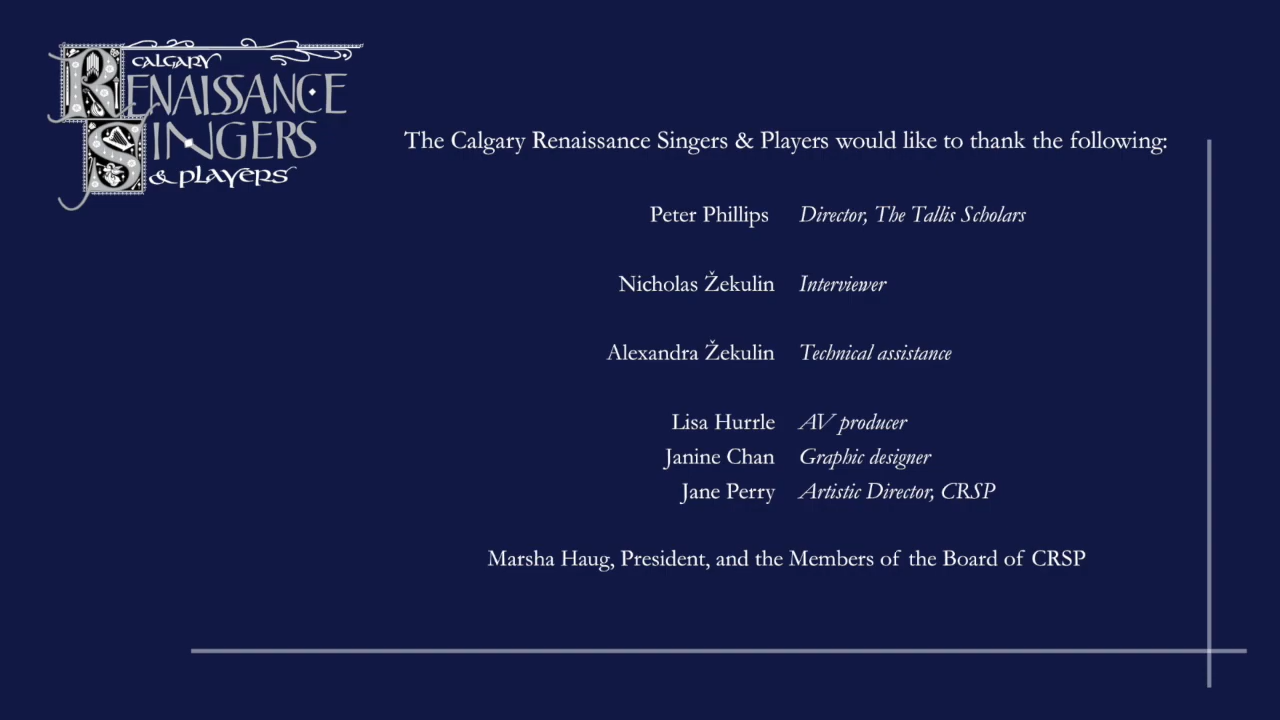 CALGARY
RENAISSANCE
SINGERS
& PLAYERS
The Calgary Renaissance Singers & Players would like to thank the following:
Peter Phillips Director, The Tallis Scholars
Nicholas Žekulin Interviewer
Alexandra Žekulin Technical assistance
Lisa Hurrle AV producer
Janine Chan Graphic designer
Jane Perry Artistic Director, CRSP
Marsha Haug, President, and the Members of the Board of CRSP